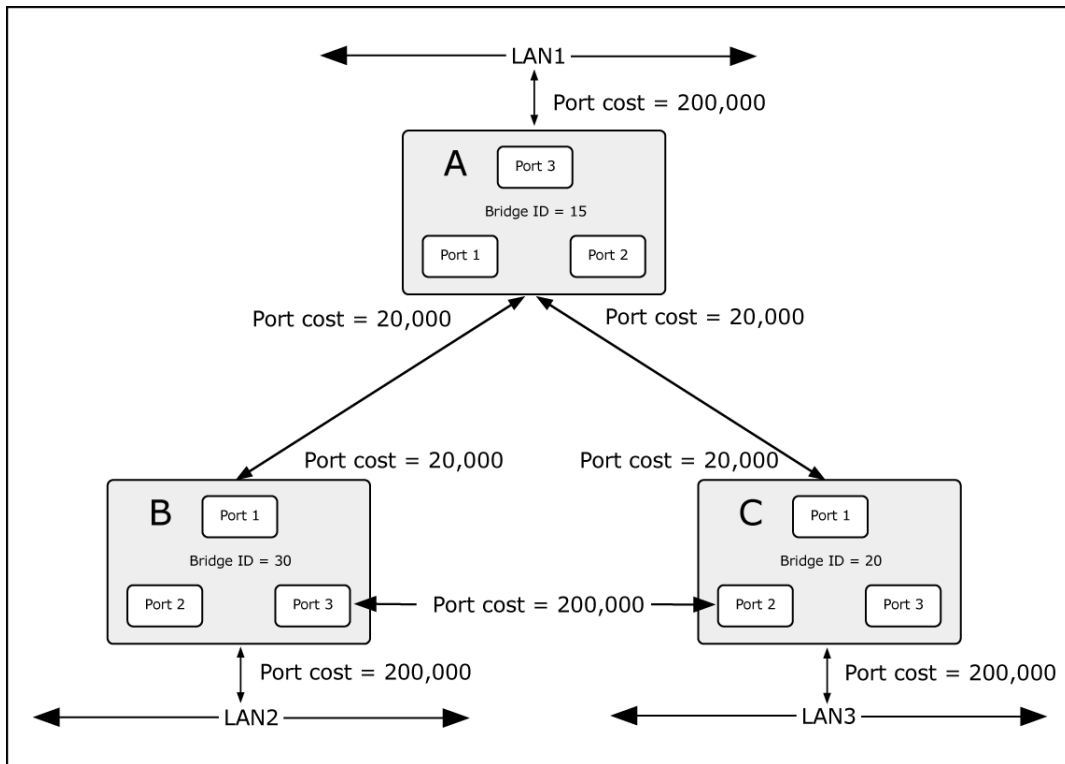 LAN1
Port cost = 200,000
A
Port 3
Bridge ID = 15
Port 1
Port 2
Port cost = 20,000
Port cost = 20,000
Port cost = 20,000
Port cost = 20,000
B
Port 1
Bridge ID = 30
Port 2
Port 3
Port cost = 200,000
C
Port 1
Bridge ID = 20
Port 2
Port 3
Port cost = 200,000
LAN2
Port cost = 200,000
LAN3